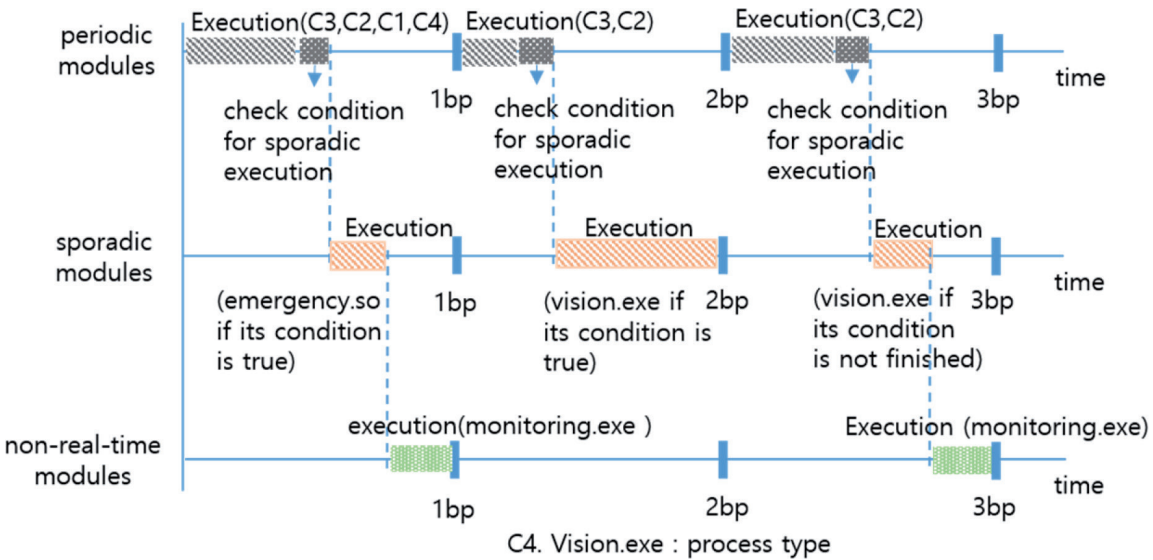 Execution(C3,C2,C1,C4)
Execution(C3,C2)
Execution(C3,C2)
periodic
modules
1bp
2bp
3bp
time
check condition
for sporadic
execution
check condition
for sporadic
execution
check condition
for sporadic
execution
sporadic
modules
Execution
Execution
Execution
1bp
2bp
3bp
time
(emergency.so
if its condition
is true)
(vision.exe if
its condition is
true)
(vision.exe if
its condition
is not finished)
non-real-time
modules
execution(monitoring.exe )
Execution (monitoring.exe)
1bp
2bp
3bp
time
C4. Vision.exe : process type